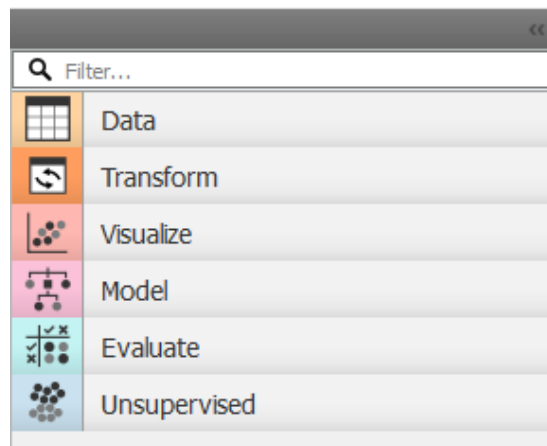 Filter...
Data
Transform
Visualize
Model
Evaluate
Unsupervised